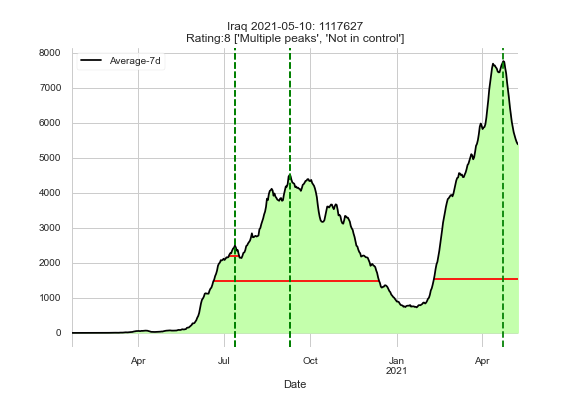 Iraq 2021-05-10: 1117627
Rating:8 ['Multiple peaks', 'Not in control']
Average-7d
8000
7000
6000
5000
4000
3000
2000
1000
0
Apr
Jul
Oct
Jan
2021
Apr
Date